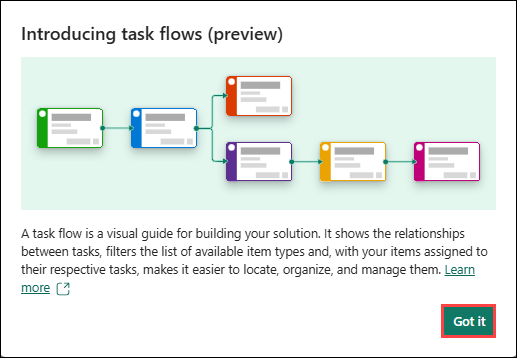 Introducing task flows (preview)
A task flow is a visual guide for building your solution. It shows the relationships
between tasks, filters the list of available item types and, with your items assigned to
their respective tasks, makes it easier to locate, organize, and manage them. Learn
more
Got it